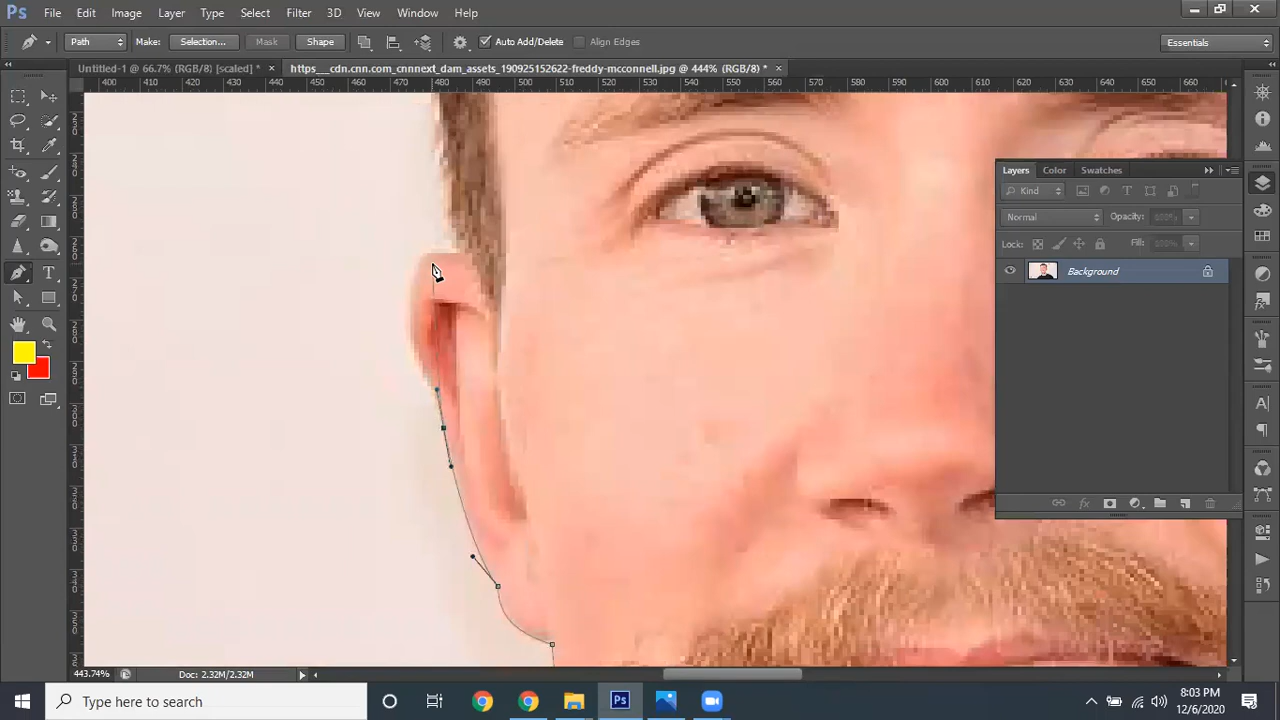 Ps File Edit Image Layer Type Select Filter 3D View Window Help
Path Make: Selection... Mask Shape Auto Add/Delete Align Edges Essentials
Untitled-1 @ 66.7% (RGB/8) [scaled] * × https___cdn.cnn.com_cnnnext_dam_assets_190925152622-freddy-mcconnell.jpg @ 444% (RGB/8) * ×
400 410 420 430 440 450 460 470 480 490 500 510 520 530 540 550 560 570 580 590 600 610 620 630 640 650 660
Layers Color Swatches
Kind
Normal Opacity: 100%
Lock: Fill: 100%
Background
443.74% Doc: 2.32M/2.32M
Type here to search
Ps
8:03 PM
12/6/2020